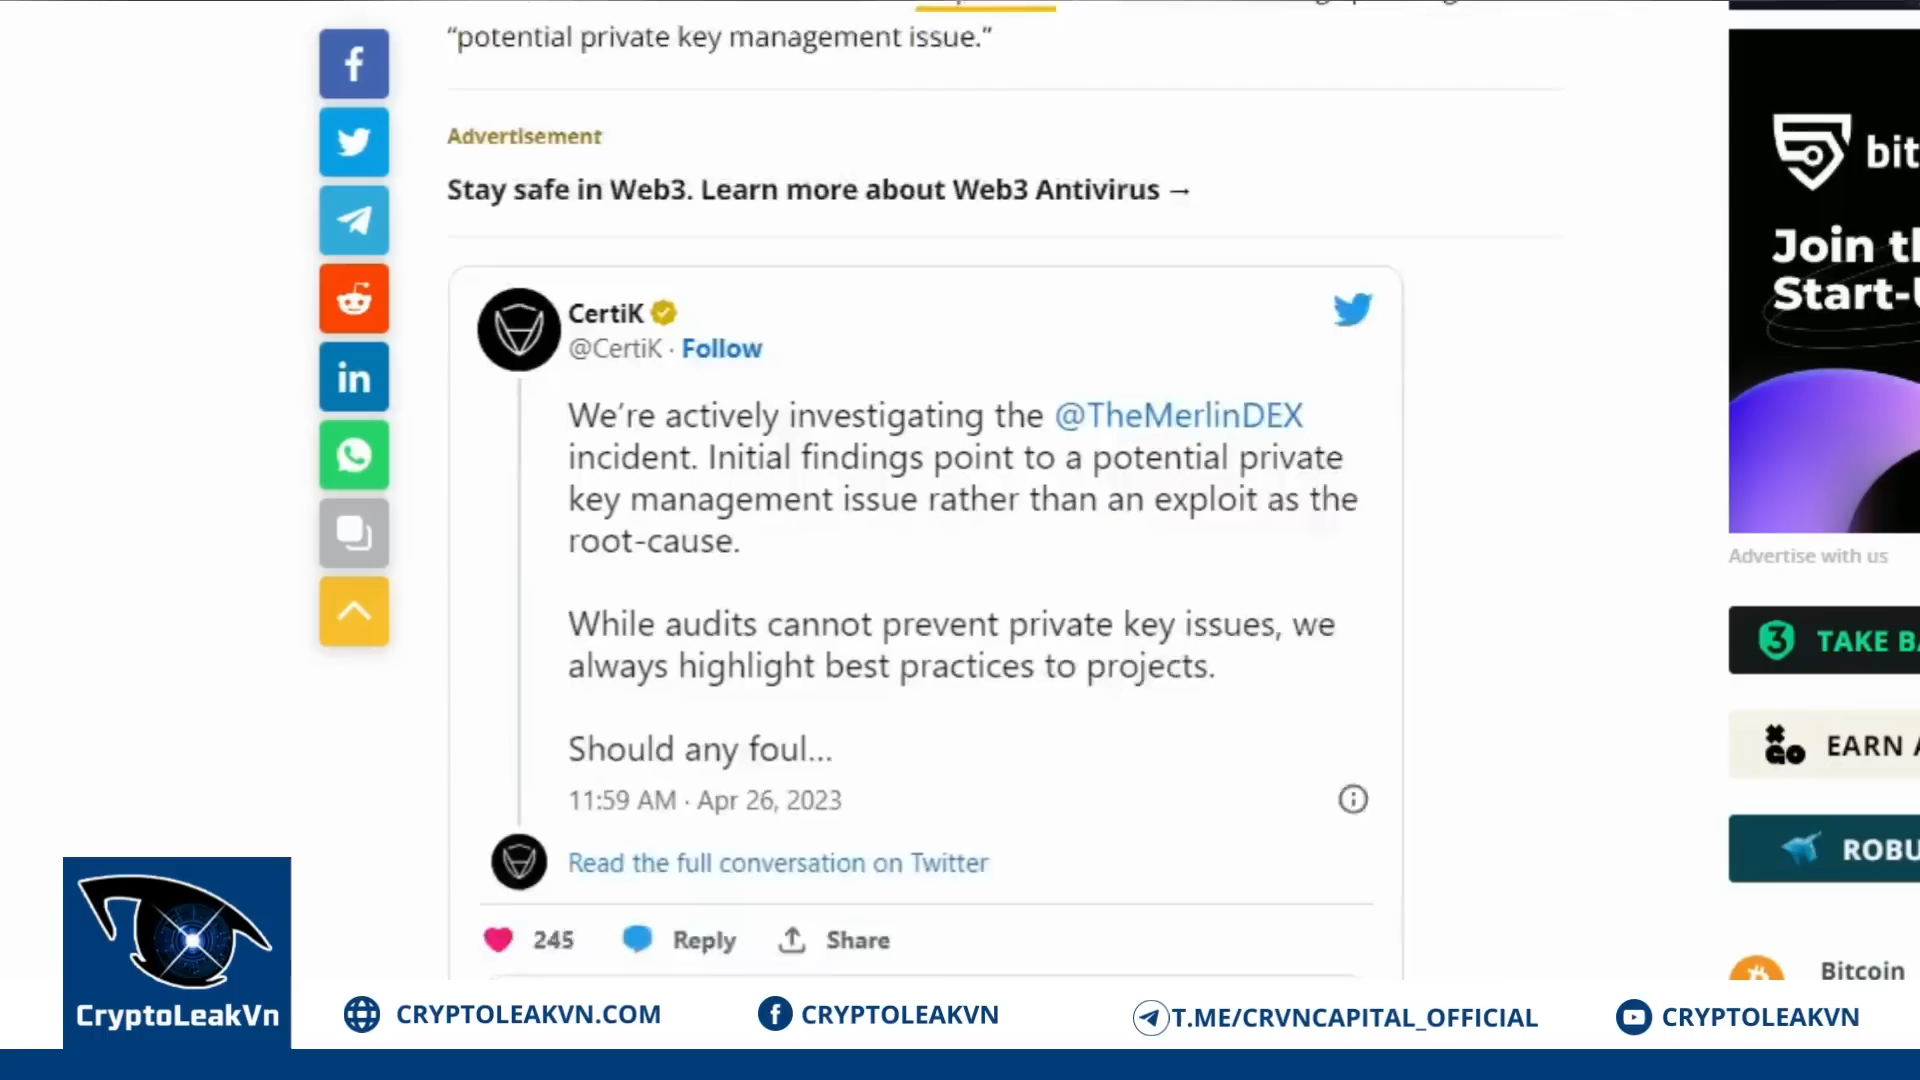 “potential private key management issue.”
Advertisement
Stay safe in Web3. Learn more about Web3 Antivirus →
CertiK
@CertiK · Follow
We’re actively investigating the @TheMerlinDEX
incident. Initial findings point to a potential private
key management issue rather than an exploit as the
root-cause.
While audits cannot prevent private key issues, we
always highlight best practices to projects.
Should any foul...
11:59 AM · Apr 26, 2023
Read the full conversation on Twitter
245 Reply Share
bit
Join th
Start-U
Advertise with us
TAKE BA
EARN A
ROBU
Bitcoin
CryptoLeakVn
CRYPTOLEAKVN.COM
CRYPTOLEAKVN
T.ME/CRVNCAPITAL_OFFICIAL
CRYPTOLEAKVN